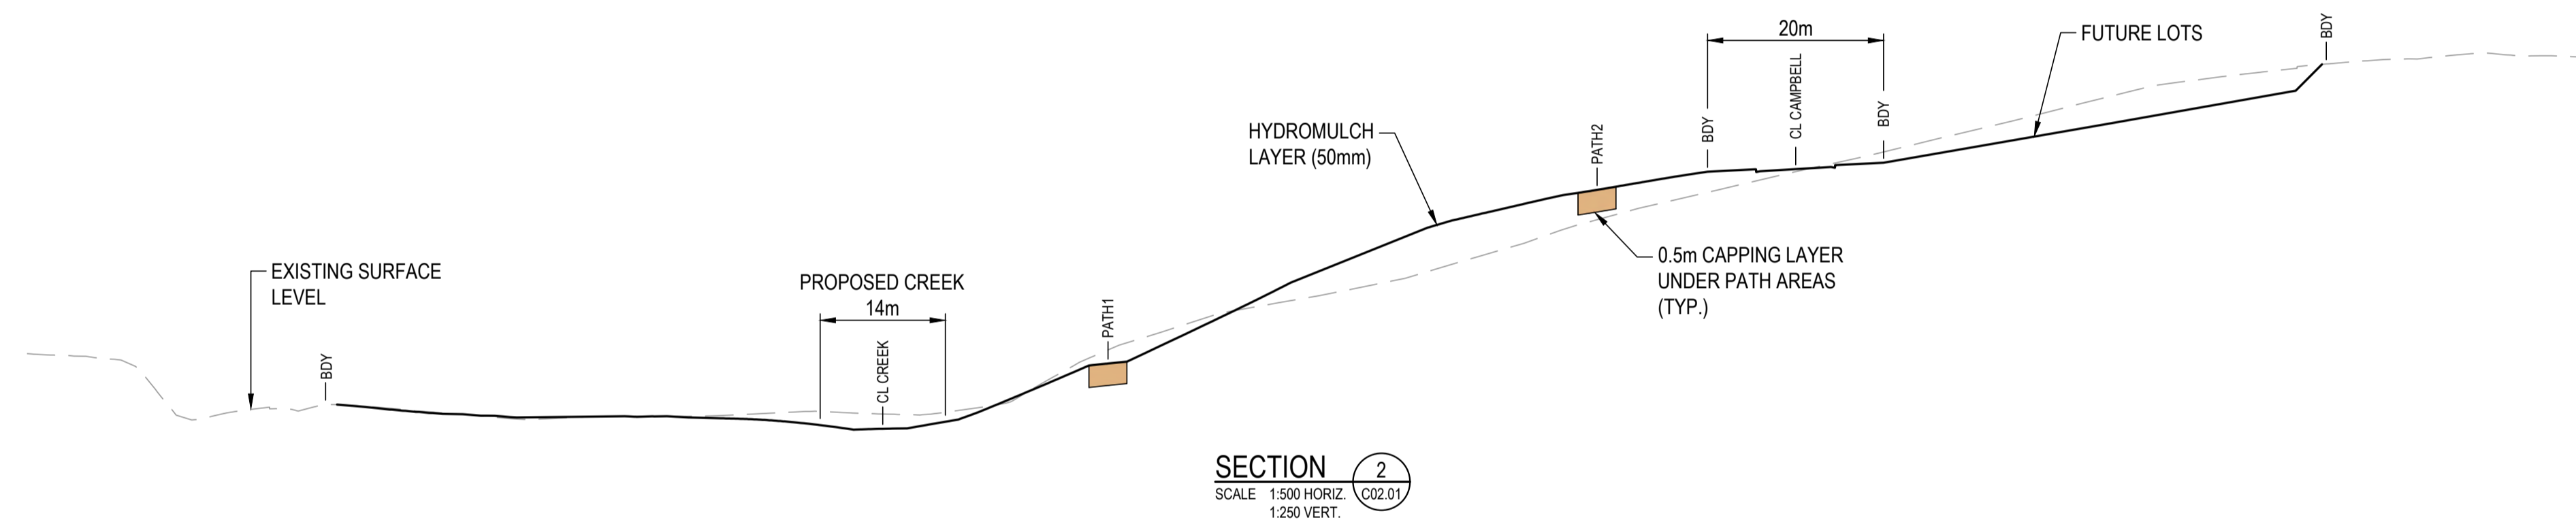 EXISTING SURFACE
LEVEL
BDY
PROPOSED CREEK
14m
CL CREEK
PATH1
HYDROMULCH
LAYER (50mm)
PATH2
0.5m CAPPING LAYER
UNDER PATH AREAS
(TYP.)
20m
BDY
CL CAMPBELL
BDY
FUTURE LOTS
BDY
SECTION
2
SCALE 1:500 HORIZ.
1:250 VERT.
C02.01